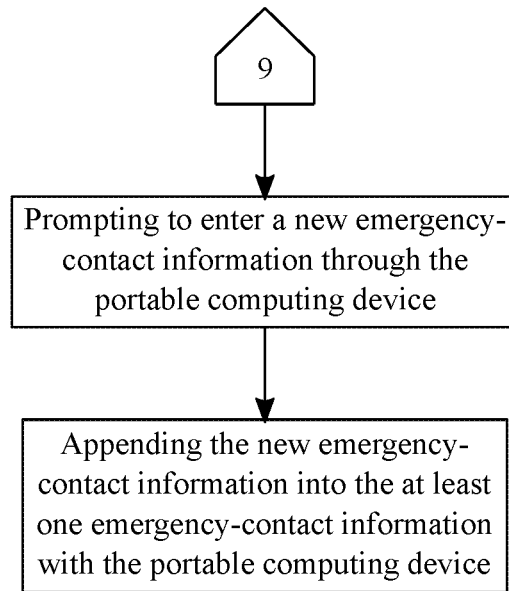 9
Prompting to enter a new emergency-
contact information through the
portable computing device
Appending the new emergency-
contact information into the at least
one emergency-contact information
with the portable computing device